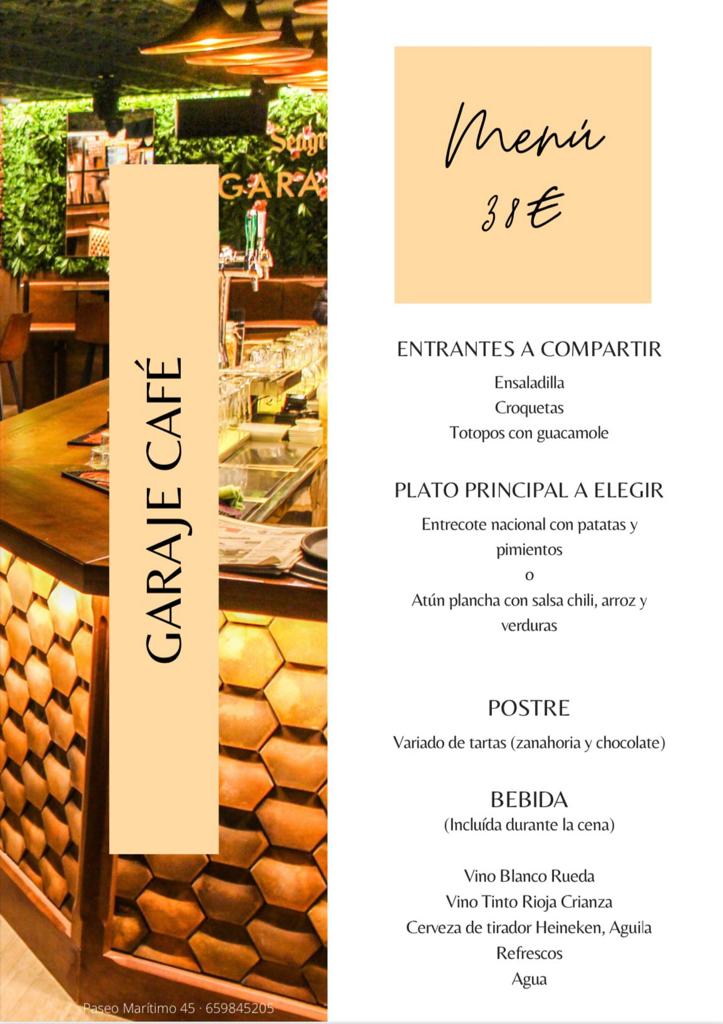 Menú
38€
ENTRANTES A COMPARTIR
Ensaladilla
Croquetas
Totopos con guacamole
PLATO PRINCIPAL A ELEGIR
Entrecote nacional con patatas y
pimientos
o
Atún plancha con salsa chili, arroz y
verduras
POSTRE
Variado de tartas (zanahoria y chocolate)
BEBIDA
(Incluída durante la cena)
Vino Blanco Rueda
Vino Tinto Rioja Crianza
Cerveza de tirador Heineken, Aguila
Refrescos
Agua
GARAJE CAFÉ
GARA
Paseo Marítimo 45 · 659845205